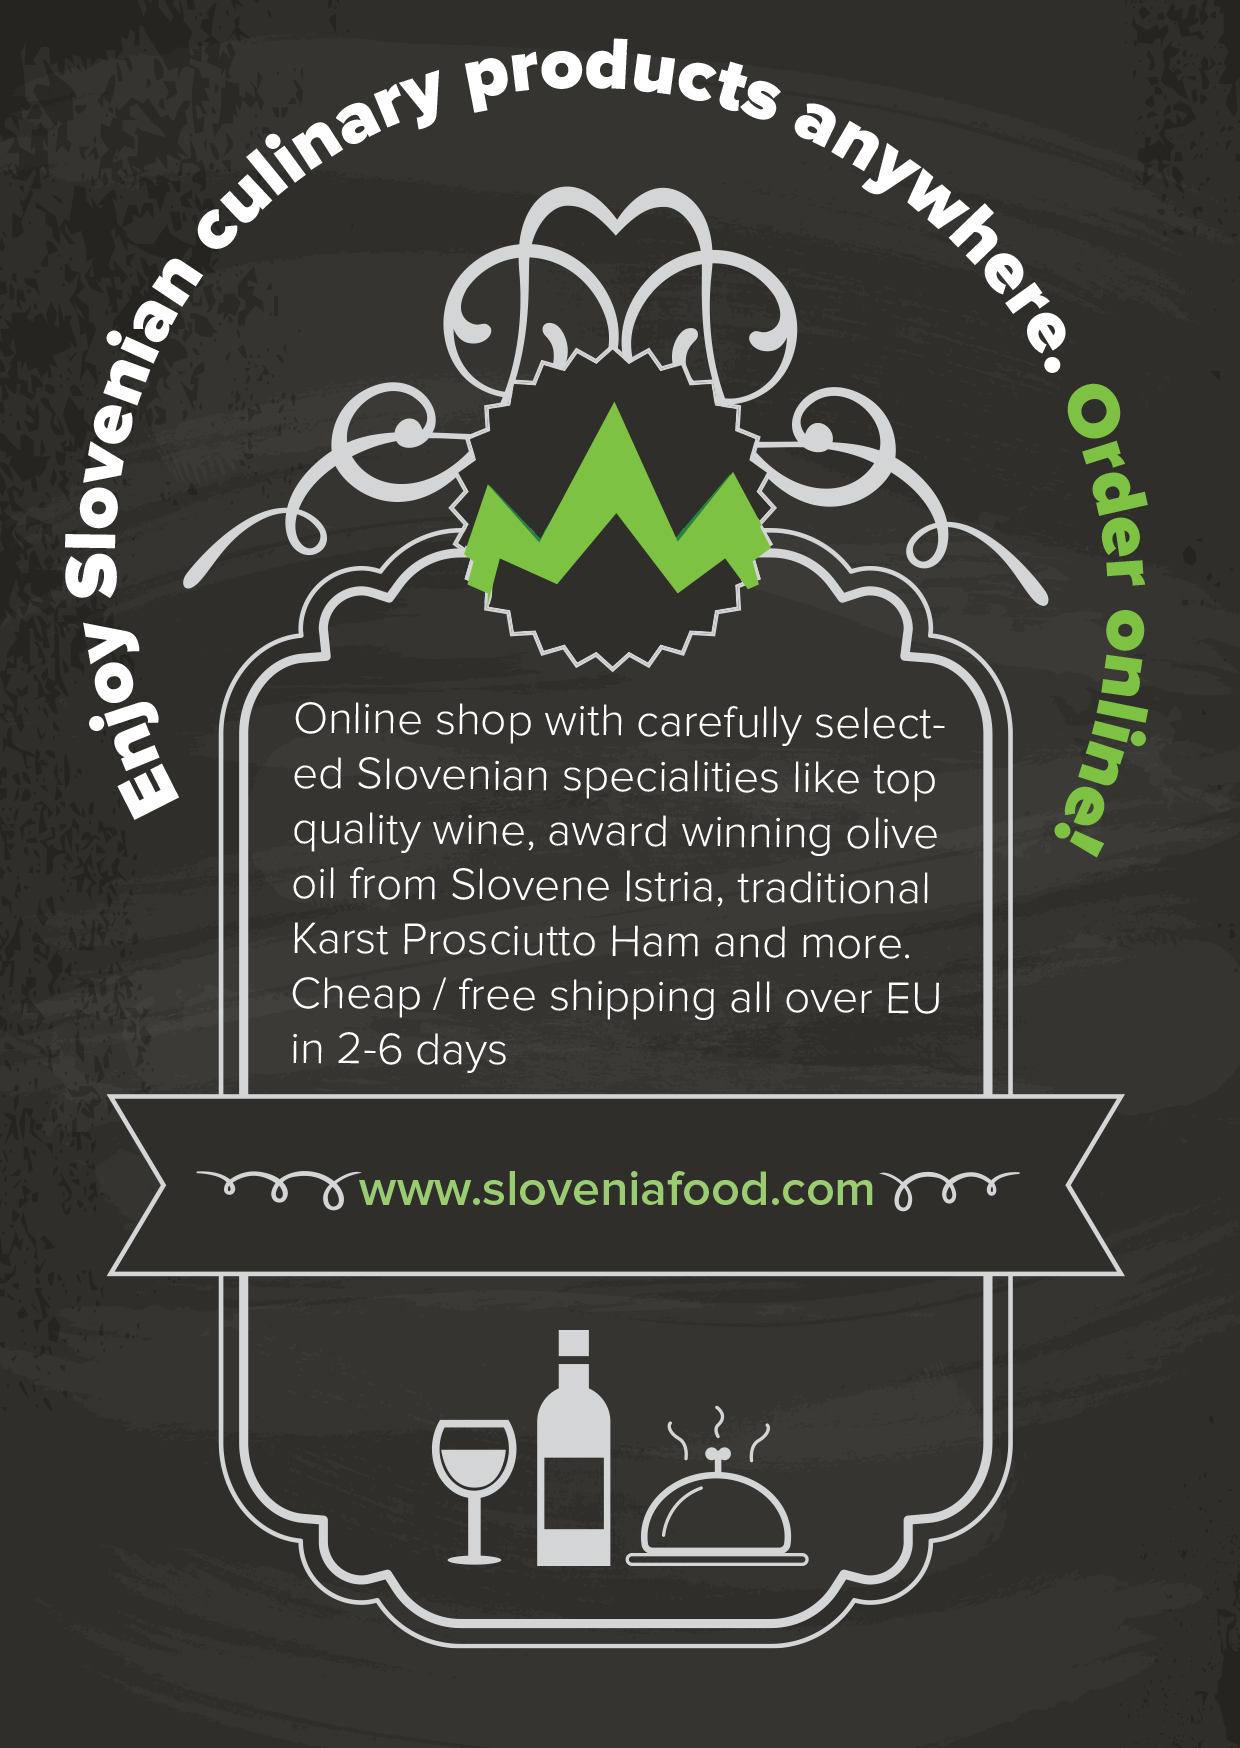 Enjoy Slovenian culinary products anywhere. Order online!
Online shop with carefully select-
ed Slovenian specialities like top
quality wine, award winning olive
oil from Slovene Istria, traditional
Karst Prosciutto Ham and more.
Cheap / free shipping all over EU
in 2-6 days
www.sloveniafood.com